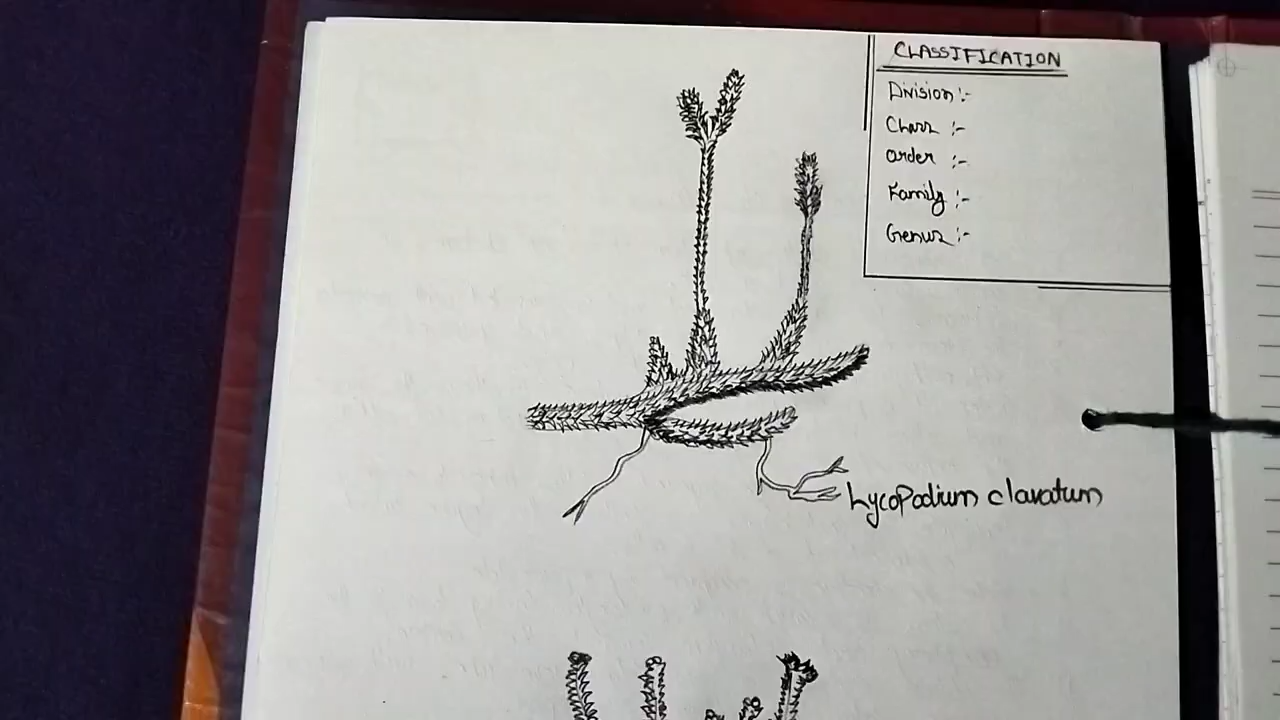 CLASSIFICATION
Division :-
Class :-
Order :-
Family :-
Genus :-
Lycopodium clavatum